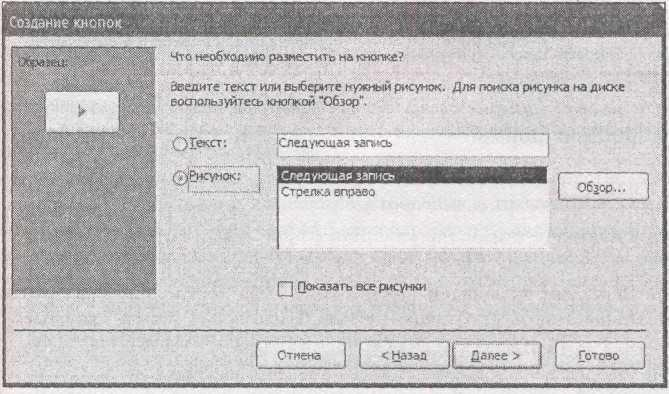 Создание кнопок
Образец:
Что необходимо разместить на кнопке?
Введите текст или выберите нужный рисунок. Для поиска рисунка на диске
воспользуйтесь кнопкой "Обзор".
Текст:
Следующая запись
Рисунок:
Следующая запись
Стрелка вправо
Обзор...
Показать все рисунки
Отмена
< Назад
Далее >
Готово